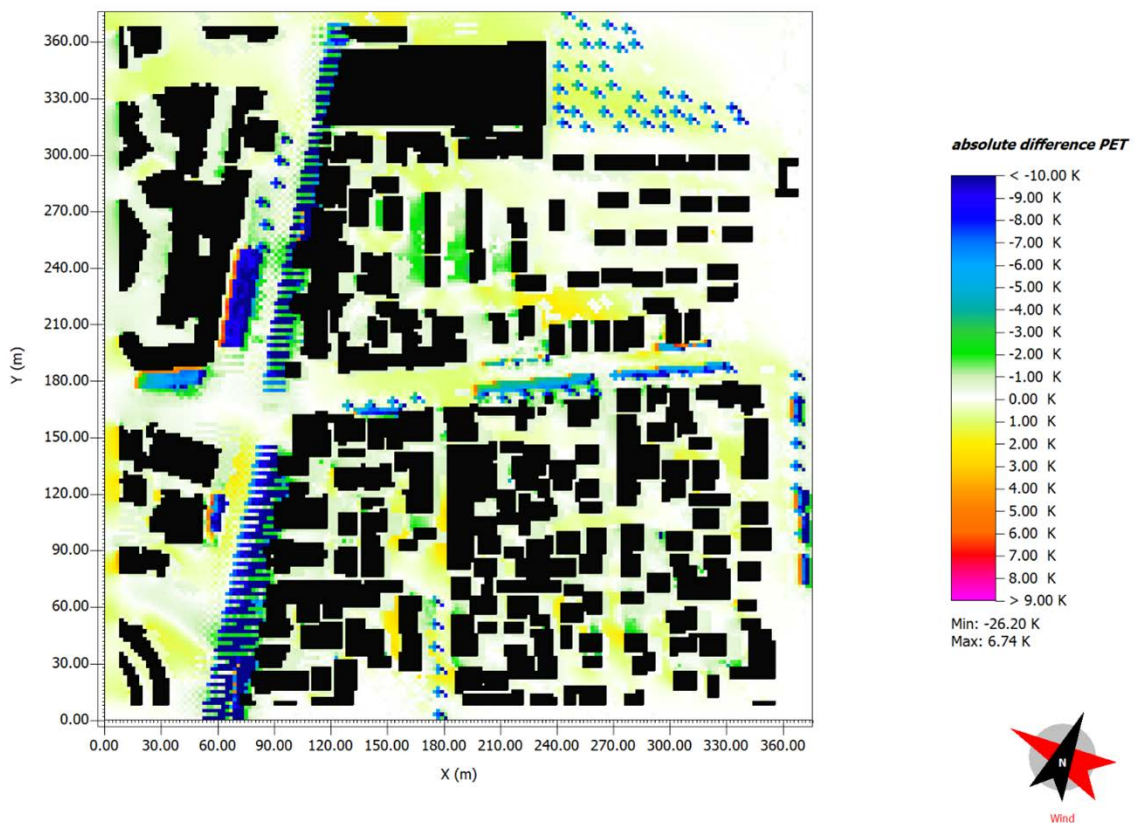 360.00
330.00
300.00
270.00
240.00
210.00
180.00
150.00
120.00
90.00
60.00
30.00
0.00
Y (m)
0.00 30.00 60.00 90.00 120.00 150.00 180.00 210.00 240.00 270.00 300.00 330.00 360.00
X (m)
absolute difference PET
< -10.00 K
-9.00 K
-8.00 K
-7.00 K
-6.00 K
-5.00 K
-4.00 K
-3.00 K
-2.00 K
-1.00 K
0.00 K
1.00 K
2.00 K
3.00 K
4.00 K
5.00 K
6.00 K
7.00 K
8.00 K
> 9.00 K
Min: -26.20 K
Max: 6.74 K
N
Wind